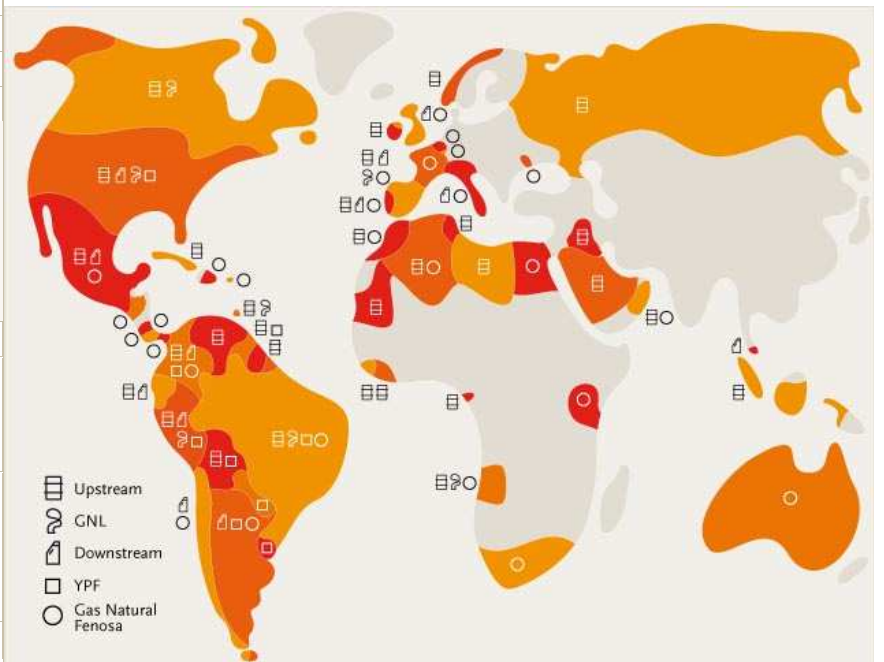 Upstream
GNL
Downstream
YPF
Gas Natural
Fenosa